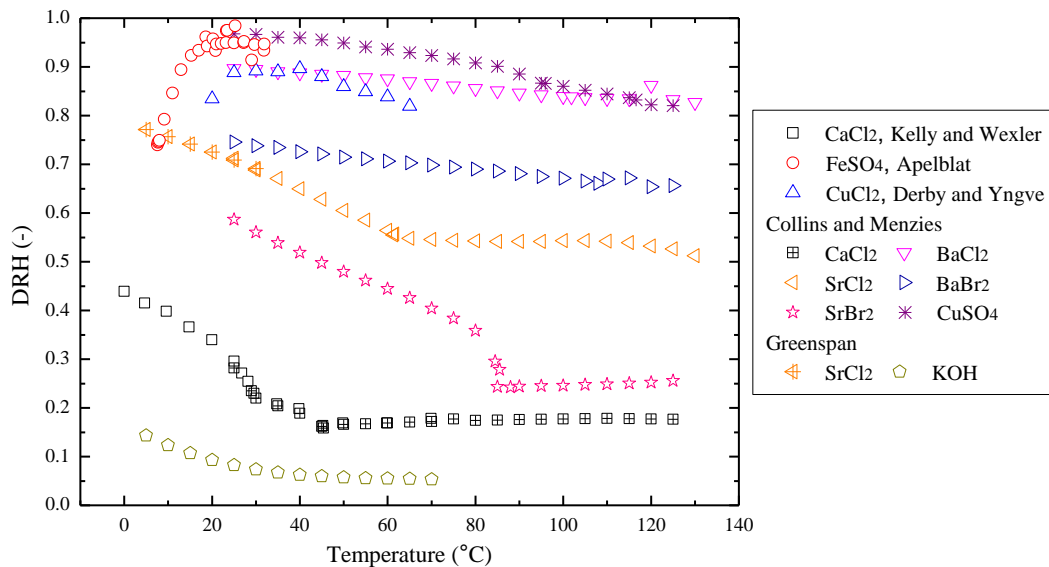 1.0
0.9
0.8
0.7
0.6
0.5
0.4
0.3
0.2
0.1
0.0
DRH (-)
0 20 40 60 80 100 120 140
Temperature (°C)
CaCl2, Kelly and Wexler
FeSO4, Apelblat
CuCl2, Derby and Yngve
Collins and Menzies
CaCl2 BaCl2
SrCl2 BaBr2
SrBr2 CuSO4
Greenspan
SrCl2 KOH